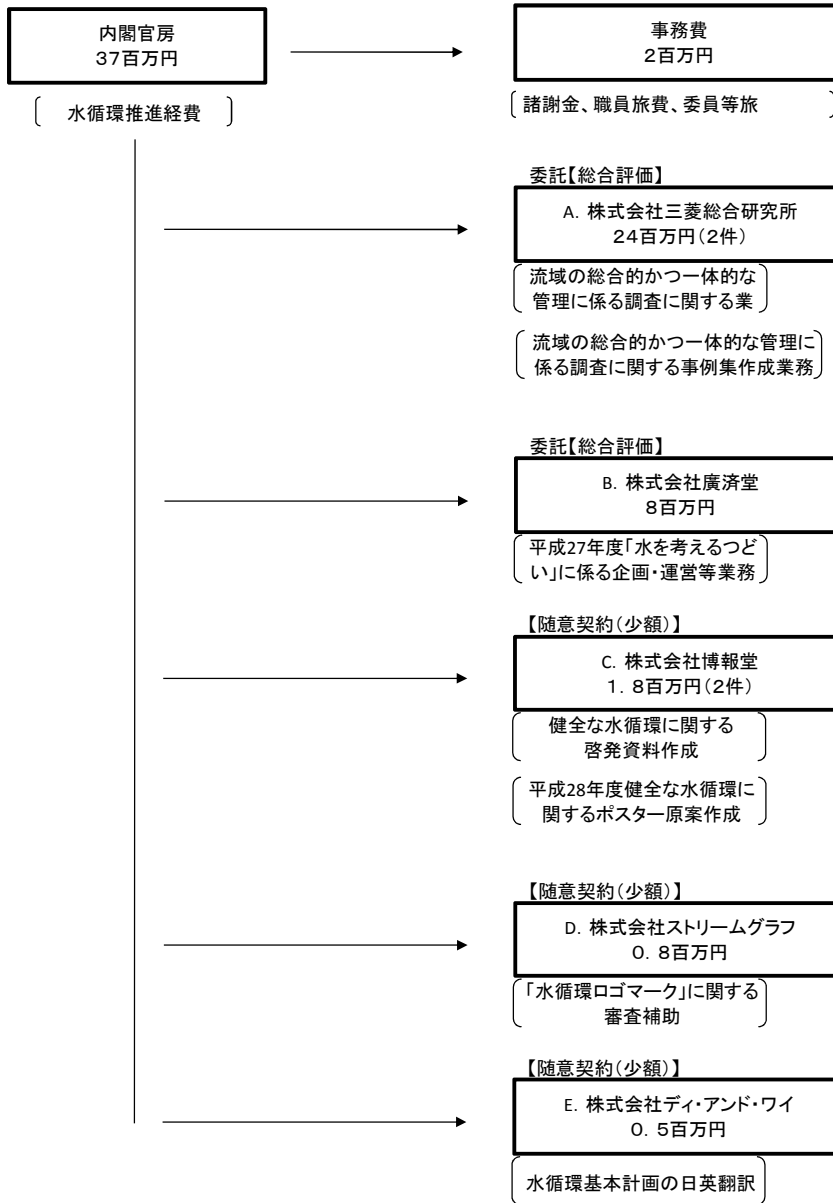 内閣官房
37百万円
水循環推進経費
事務費
2百万円
諸謝金、職員旅費、委員等旅
委託【総合評価】
A. 株式会社三菱総合研究所
24百万円(2件)
流域の総合的かつ一体的な
管理に係る調査に関する業
流域の総合的かつ一体的な管理に
係る調査に関する事例集作成業務
委託【総合評価】
B. 株式会社廣済堂
8百万円
平成27年度「水を考えるつど
い」に係る企画・運営等業務
【随意契約(少額)】
C. 株式会社博報堂
1．8百万円(2件)
健全な水循環に関する
啓発資料作成
平成28年度健全な水循環に
関するポスター原案作成
【随意契約(少額)】
D. 株式会社ストリームグラフ
0．8百万円
「水循環ロゴマーク」に関する
審査補助
【随意契約(少額)】
E. 株式会社ディ・アンド・ワイ
0．5百万円
水循環基本計画の日英翻訳